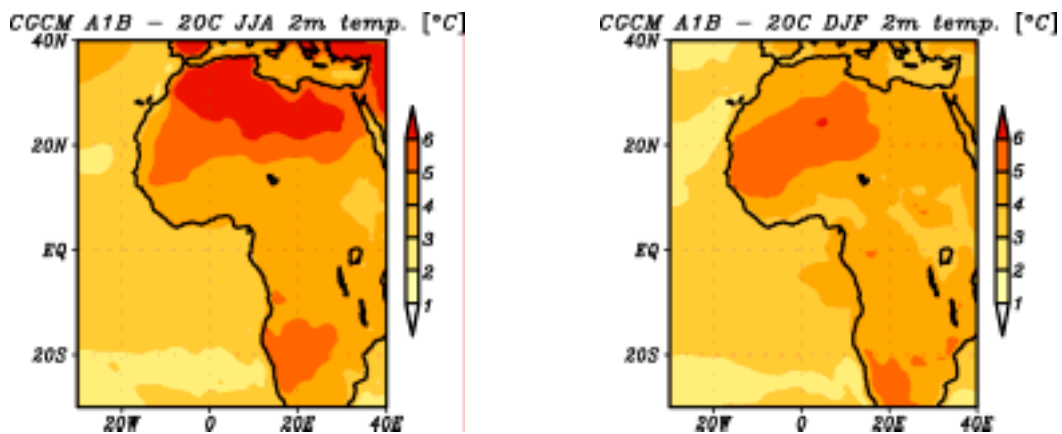 CGCM A1B - 20C JJA 2m temp. [°C]
40N
20N
EQ
20S
20W 0 20E 40E
6
5
4
3
2
1
CGCM A1B - 20C DJF 2m temp. [°C]
40N
20N
EQ
20S
20W 0 20E 40E
6
5
4
3
2
1